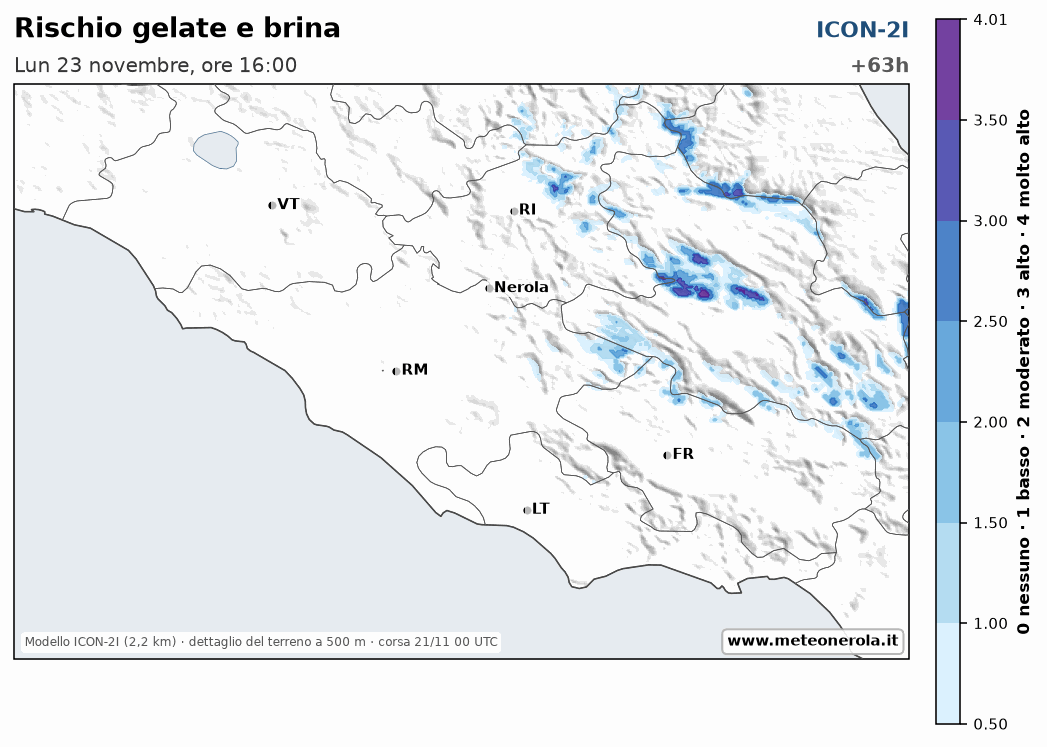 Rischio gelate e brina
ICON-2I
Lun 23 novembre, ore 16:00
+63h
VT
RI
Nerola
RM
FR
LT
Modello ICON-2I (2,2 km) · dettaglio del terreno a 500 m · corsa 21/11 00 UTC
www.meteonerola.it
4.01
3.50
3.00
2.50
2.00
1.50
1.00
0.50
0 nessuno · 1 basso · 2 moderato · 3 alto · 4 molto alto